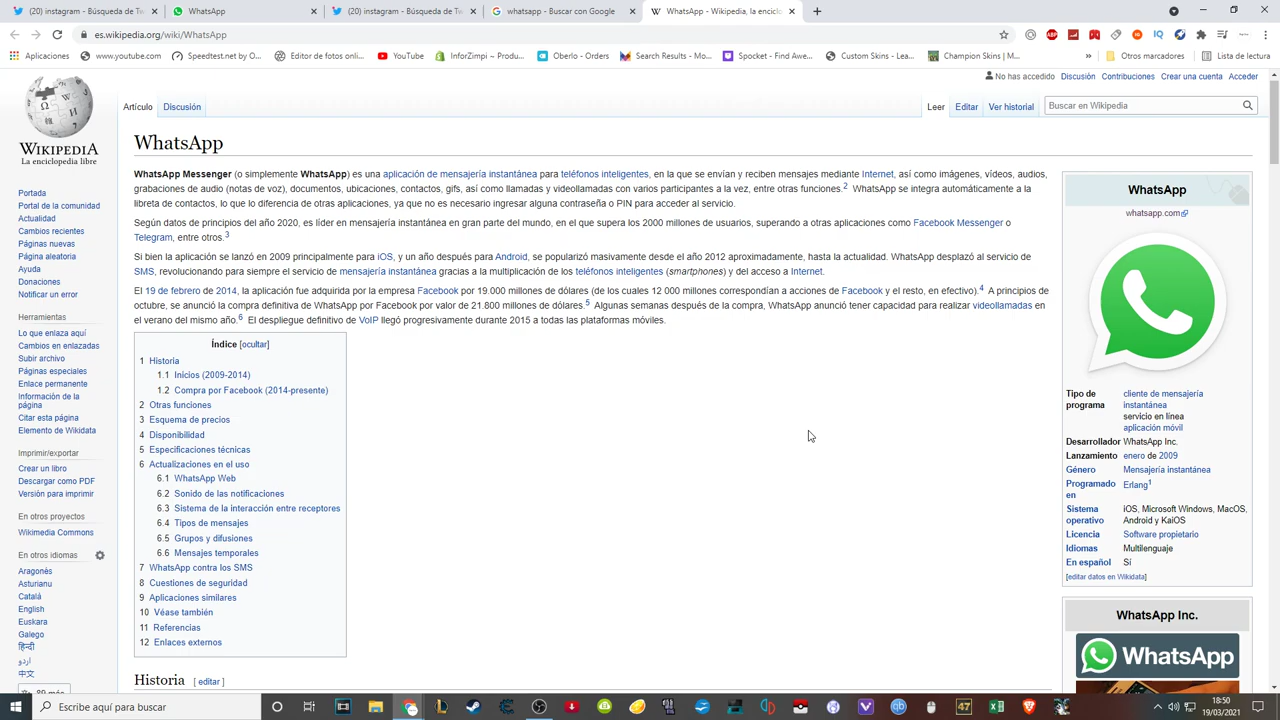 (20) instagram - Búsqueda de Tw
WhatsApp
(20) instagram - Búsqueda de Tw
whatsapp - Buscar con Google
WhatsApp - Wikipedia, la enciclo
es.wikipedia.org/wiki/WhatsApp
Aplicaciones
www.youtube.com
Speedtest.net by O...
Editor de fotos onli...
YouTube
InforZimpi – Produ...
Oberlo - Orders
Search Results - Mo...
Spocket - Find Awe...
Custom Skins - Lea...
Champion Skins | M...
»
Otros marcadores
Lista de lectura
No has accedido
Discusión
Contribuciones
Crear una cuenta
Acceder
WIKIPEDIA
La enciclopedia libre
Artículo
Discusión
Leer
Editar
Ver historial
Buscar en Wikipedia
Portada
Portal de la comunidad
Actualidad
Cambios recientes
Páginas nuevas
Página aleatoria
Ayuda
Donaciones
Notificar un error
Herramientas
Lo que enlaza aquí
Cambios en enlazadas
Subir archivo
Páginas especiales
Enlace permanente
Información de la
página
Citar esta página
Elemento de Wikidata
Imprimir/exportar
Crear un libro
Descargar como PDF
Versión para imprimir
En otros proyectos
Wikimedia Commons
En otros idiomas
Aragonés
Asturianu
Català
English
Euskara
Galego
हिन्दी
اردو
中文
89 más
WhatsApp
WhatsApp Messenger (o simplemente WhatsApp) es una aplicación de mensajería instantánea para teléfonos inteligentes, en la que se envían y reciben mensajes mediante Internet, así como imágenes, vídeos, audios,
grabaciones de audio (notas de voz), documentos, ubicaciones, contactos, gifs, así como llamadas y videollamadas con varios participantes a la vez, entre otras funciones.2 WhatsApp se integra automáticamente a la
libreta de contactos, lo que lo diferencia de otras aplicaciones, ya que no es necesario ingresar alguna contraseña o PIN para acceder al servicio.
Según datos de principios del año 2020, es líder en mensajería instantánea en gran parte del mundo, en el que supera los 2000 millones de usuarios, superando a otras aplicaciones como Facebook Messenger o
Telegram, entre otros.3
Si bien la aplicación se lanzó en 2009 principalmente para iOS, y un año después para Android, se popularizó masivamente desde el año 2012 aproximadamente, hasta la actualidad. WhatsApp desplazó al servicio de
SMS, revolucionando para siempre el servicio de mensajería instantánea gracias a la multiplicación de los teléfonos inteligentes (smartphones) y del acceso a Internet.
El 19 de febrero de 2014, la aplicación fue adquirida por la empresa Facebook por 19.000 millones de dólares (de los cuales 12 000 millones correspondían a acciones de Facebook y el resto, en efectivo).4 A principios de
octubre, se anunció la compra definitiva de WhatsApp por Facebook por valor de 21,800 millones de dólares.5 Algunas semanas después de la compra, WhatsApp anunció tener capacidad para realizar videollamadas en
el verano del mismo año.6 El despliegue definitivo de VoIP llegó progresivamente durante 2015 a todas las plataformas móviles.
Índice [ocultar]
1 Historia
1.1 Inicios (2009-2014)
1.2 Compra por Facebook (2014-presente)
2 Otras funciones
3 Esquema de precios
4 Disponibilidad
5 Especificaciones técnicas
6 Actualizaciones en el uso
6.1 WhatsApp Web
6.2 Sonido de las notificaciones
6.3 Sistema de la interacción entre receptores
6.4 Tipos de mensajes
6.5 Grupos y difusiones
6.6 Mensajes temporales
7 WhatsApp contra los SMS
8 Cuestiones de seguridad
9 Aplicaciones similares
10 Véase también
11 Referencias
12 Enlaces externos
Historia [ editar ]
WhatsApp
whatsapp.com
Tipo de programa cliente de mensajería instantánea
servicio en línea
aplicación móvil
Desarrollador WhatsApp Inc.
Lanzamiento enero de 2009
Género Mensajería instantánea
Programado en Erlang1
Sistema operativo iOS, Microsoft Windows, MacOS, Android y KaiOS
Licencia Software propietario
Idiomas Multilenguaje
En español Sí
[editar datos en Wikidata]
WhatsApp Inc.
WhatsApp
Escribe aquí para buscar
18:50
19/03/2021